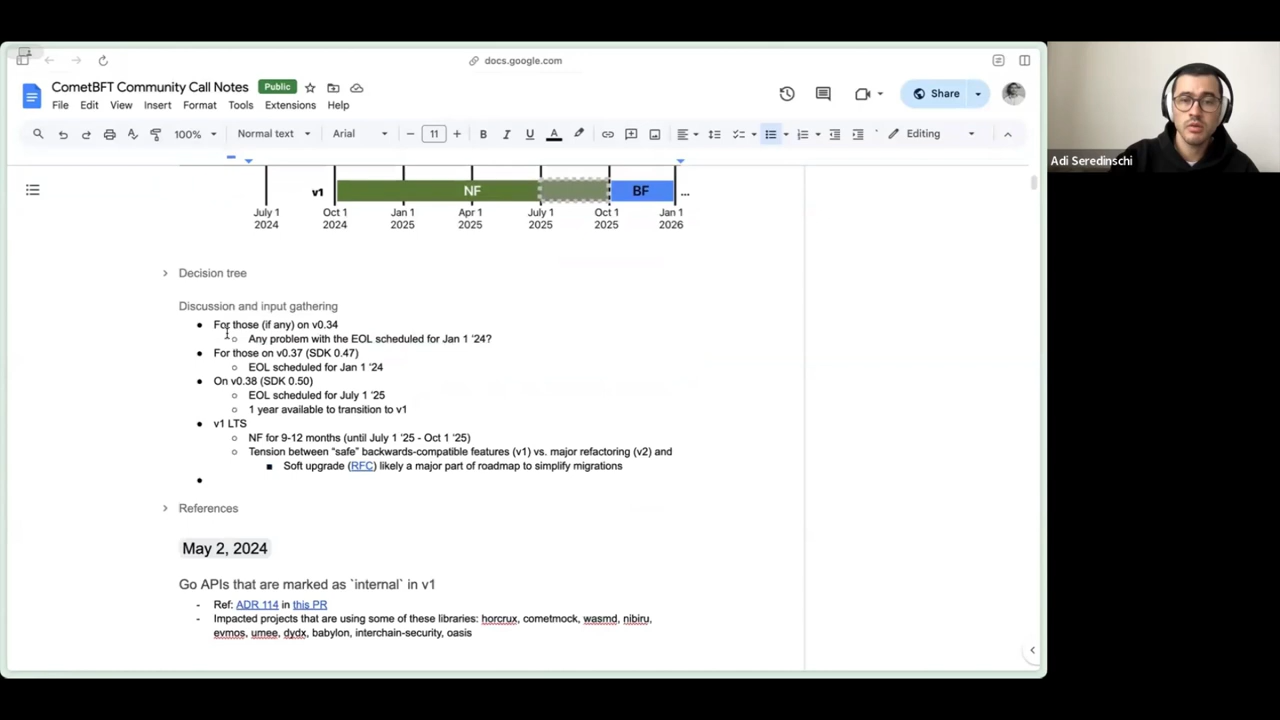 docs.google.com
CometBFT Community Call Notes Public
File Edit View Insert Format Tools Extensions Help
Share
100% Normal text Arial 11 Editing
v1 NF BF ...
July 1 Oct 1 Jan 1 Apr 1 July 1 Oct 1 Jan 1
2024 2024 2025 2025 2025 2025 2026
Decision tree
Discussion and input gathering
For those (if any) on v0.34
Any problem with the EOL scheduled for Jan 1 '24?
For those on v0.37 (SDK 0.47)
EOL scheduled for Jan 1 '24
On v0.38 (SDK 0.50)
EOL scheduled for July 1 '25
1 year available to transition to v1
v1 LTS
NF for 9-12 months (until July 1 '25 - Oct 1 '25)
Tension between “safe” backwards-compatible features (v1) vs. major refactoring (v2) and
Soft upgrade (RFC) likely a major part of roadmap to simplify migrations
References
May 2, 2024
Go APIs that are marked as `internal` in v1
- Ref: ADR 114 in this PR
- Impacted projects that are using some of these libraries: horcrux, cometmock, wasmd, nibiru,
evmos, umee, dydx, babylon, interchain-security, oasis
Adi Seredinschi